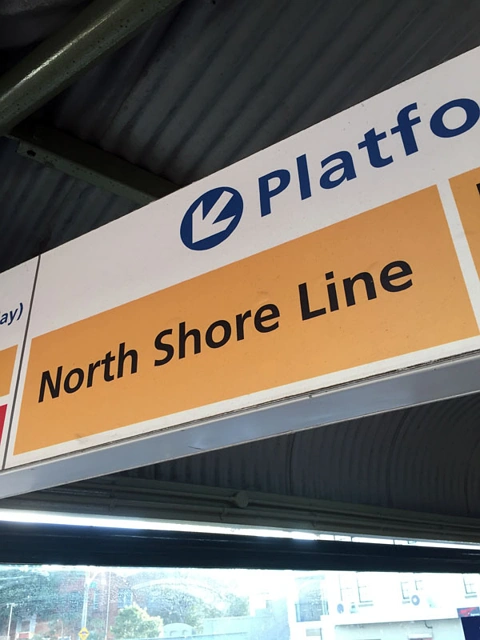 Platfo
ay)
North Shore Line